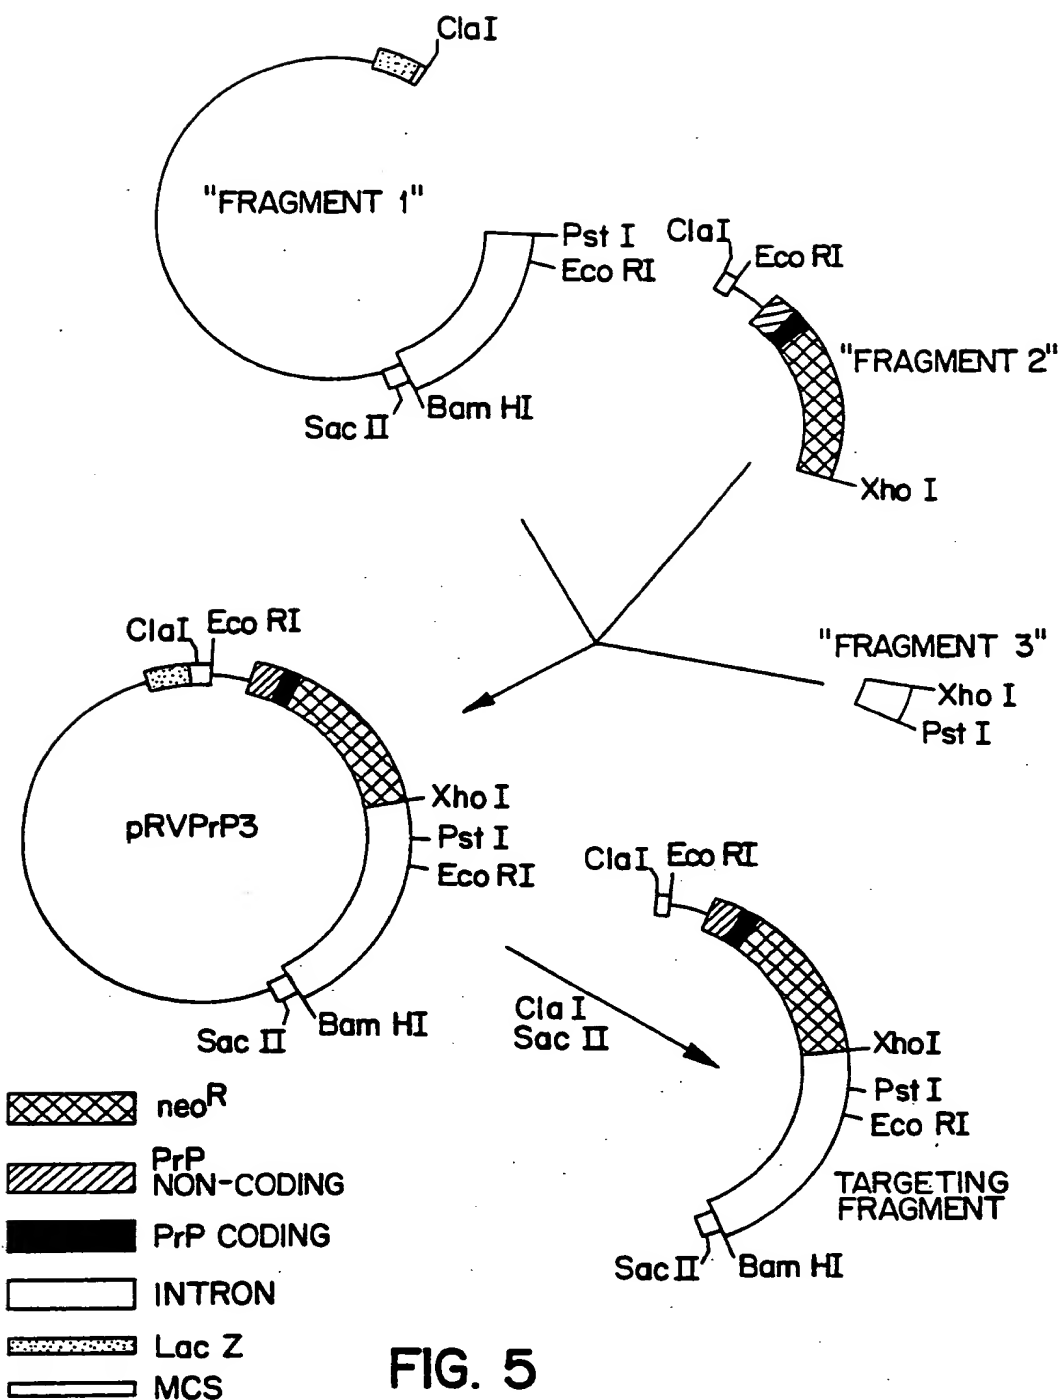 ClaI
"FRAGMENT 1"
Pst I
Eco RI
Bam HI
Sac II
ClaI
Eco RI
"FRAGMENT 2"
Xho I
"FRAGMENT 3"
Xho I
Pst I
ClaI
Eco RI
pRVPrP3
Xho I
Pst I
Eco RI
Bam HI
Sac II
Cla I
Sac II
ClaI
Eco RI
XhoI
Pst I
Eco RI
TARGETING
FRAGMENT
Bam HI
Sac II
neoR
PrP
NON-CODING
PrP CODING
INTRON
Lac Z
MCS
FIG. 5